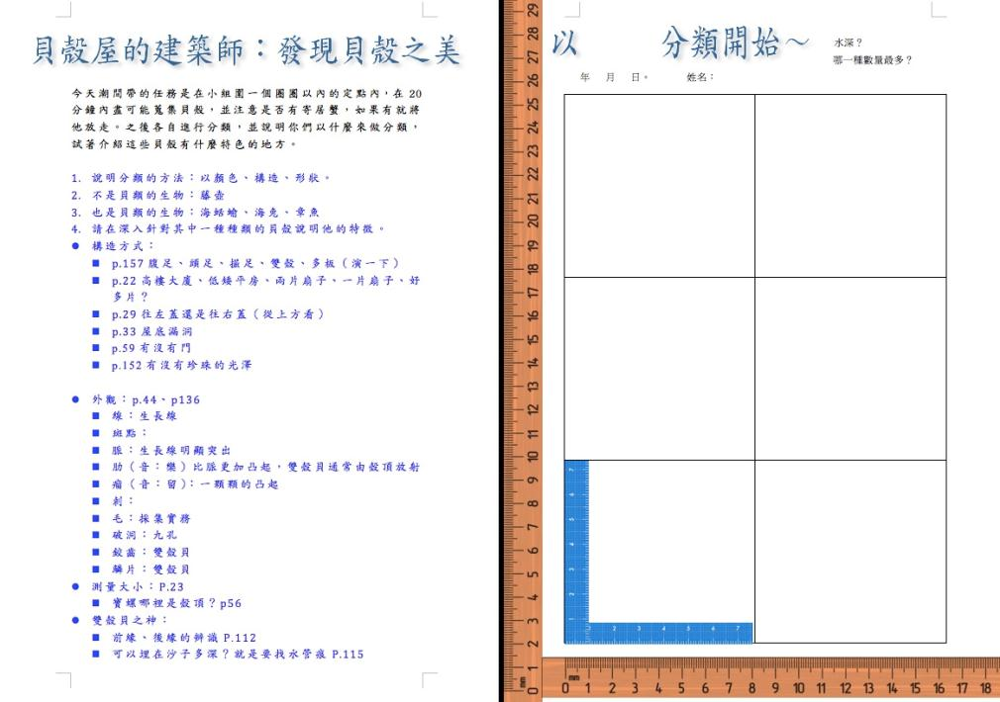 貝殼屋的建築師：發現貝殼之美
今天潮間帶的任務是在小組圍一個圈圈以內的定點內，在 20
分鐘內盡可能蒐集貝殼，並注意是否有寄居蟹，如果有就將
他放走。之後各自進行分類，並說明你們以什麼來做分類，
試著介紹這些貝殼有什麼特色的地方。
1. 說明分類的方法：以顏色、構造、形狀。
2. 不是貝類的生物：藤壺
3. 也是貝類的生物：海蛞蝓、海兔、章魚
4. 請在深入針對其中一種種類的貝殼說明他的特徵。
● 構造方式：
■ p.157 腹足、頭足、掘足、雙殼、多板（演一下）
■ p.22 高樓大廈、低矮平房、兩片扇子、一片扇子、好
多片？
■ p.29 往左蓋還是往右蓋（從上方看）
■ p.33 屋底漏洞
■ p.59 有沒有門
■ p.152 有沒有珍珠的光澤
● 外觀：p.44、p136
■ 線：生長線
■ 斑點：
■ 脈：生長線明顯突出
■ 肋（音：樂）比脈更加凸起，雙殼貝通常由殼頂放射
■ 瘤（音：留）：一顆顆的凸起
■ 刺：
■ 毛：採集實務
■ 破洞：九孔
■ 鉸齒：雙殼貝
■ 鱗片：雙殼貝
● 測量大小：P.23
■ 寶螺哪裡是殼頂？p56
● 雙殼貝之神：
■ 前緣、後緣的辨識 P.112
■ 可以埋在沙子多深？就是要找水管痕 P.115
以 分類開始～
水深？
哪一種數量最多？
年 月 日。 姓名：
29
28
27
26
25
24
23
22
21
20
19
18
17
16
15
14
13
12
11
10
9
8
7
6
5
4
3
2
1
0
mm
7
6
5
4
3
2
2 3 4 5 6 7
mm
0 1 2 3 4 5 6 7 8 9 10 11 12 13 14 15 16 17 18